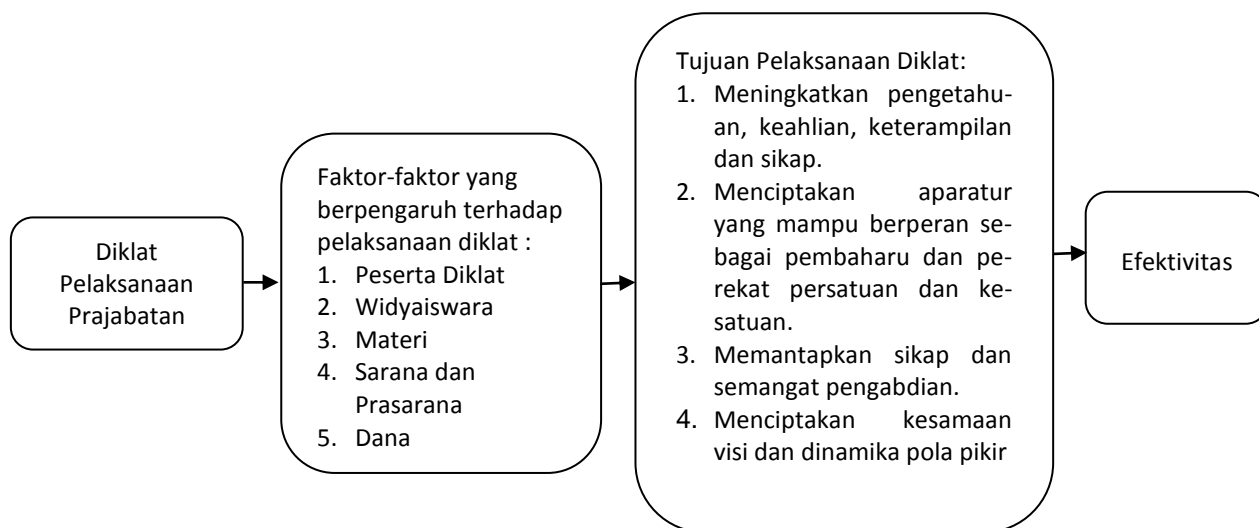 Diklat
Pelaksanaan
Prajabatan
Faktor-faktor yang
berpengaruh terhadap
pelaksanaan diklat :
1. Peserta Diklat
2. Widyaiswara
3. Materi
4. Sarana dan
Prasarana
5. Dana
Tujuan Pelaksanaan Diklat:
1. Meningkatkan pengetahu-
an, keahlian, keterampilan
dan sikap.
2. Menciptakan aparatur
yang mampu berperan se-
bagai pembaharu dan pe-
rekat persatuan dan ke-
satuan.
3. Memantapkan sikap dan
semangat pengabdian.
4. Menciptakan kesamaan
visi dan dinamika pola pikir
Efektivitas